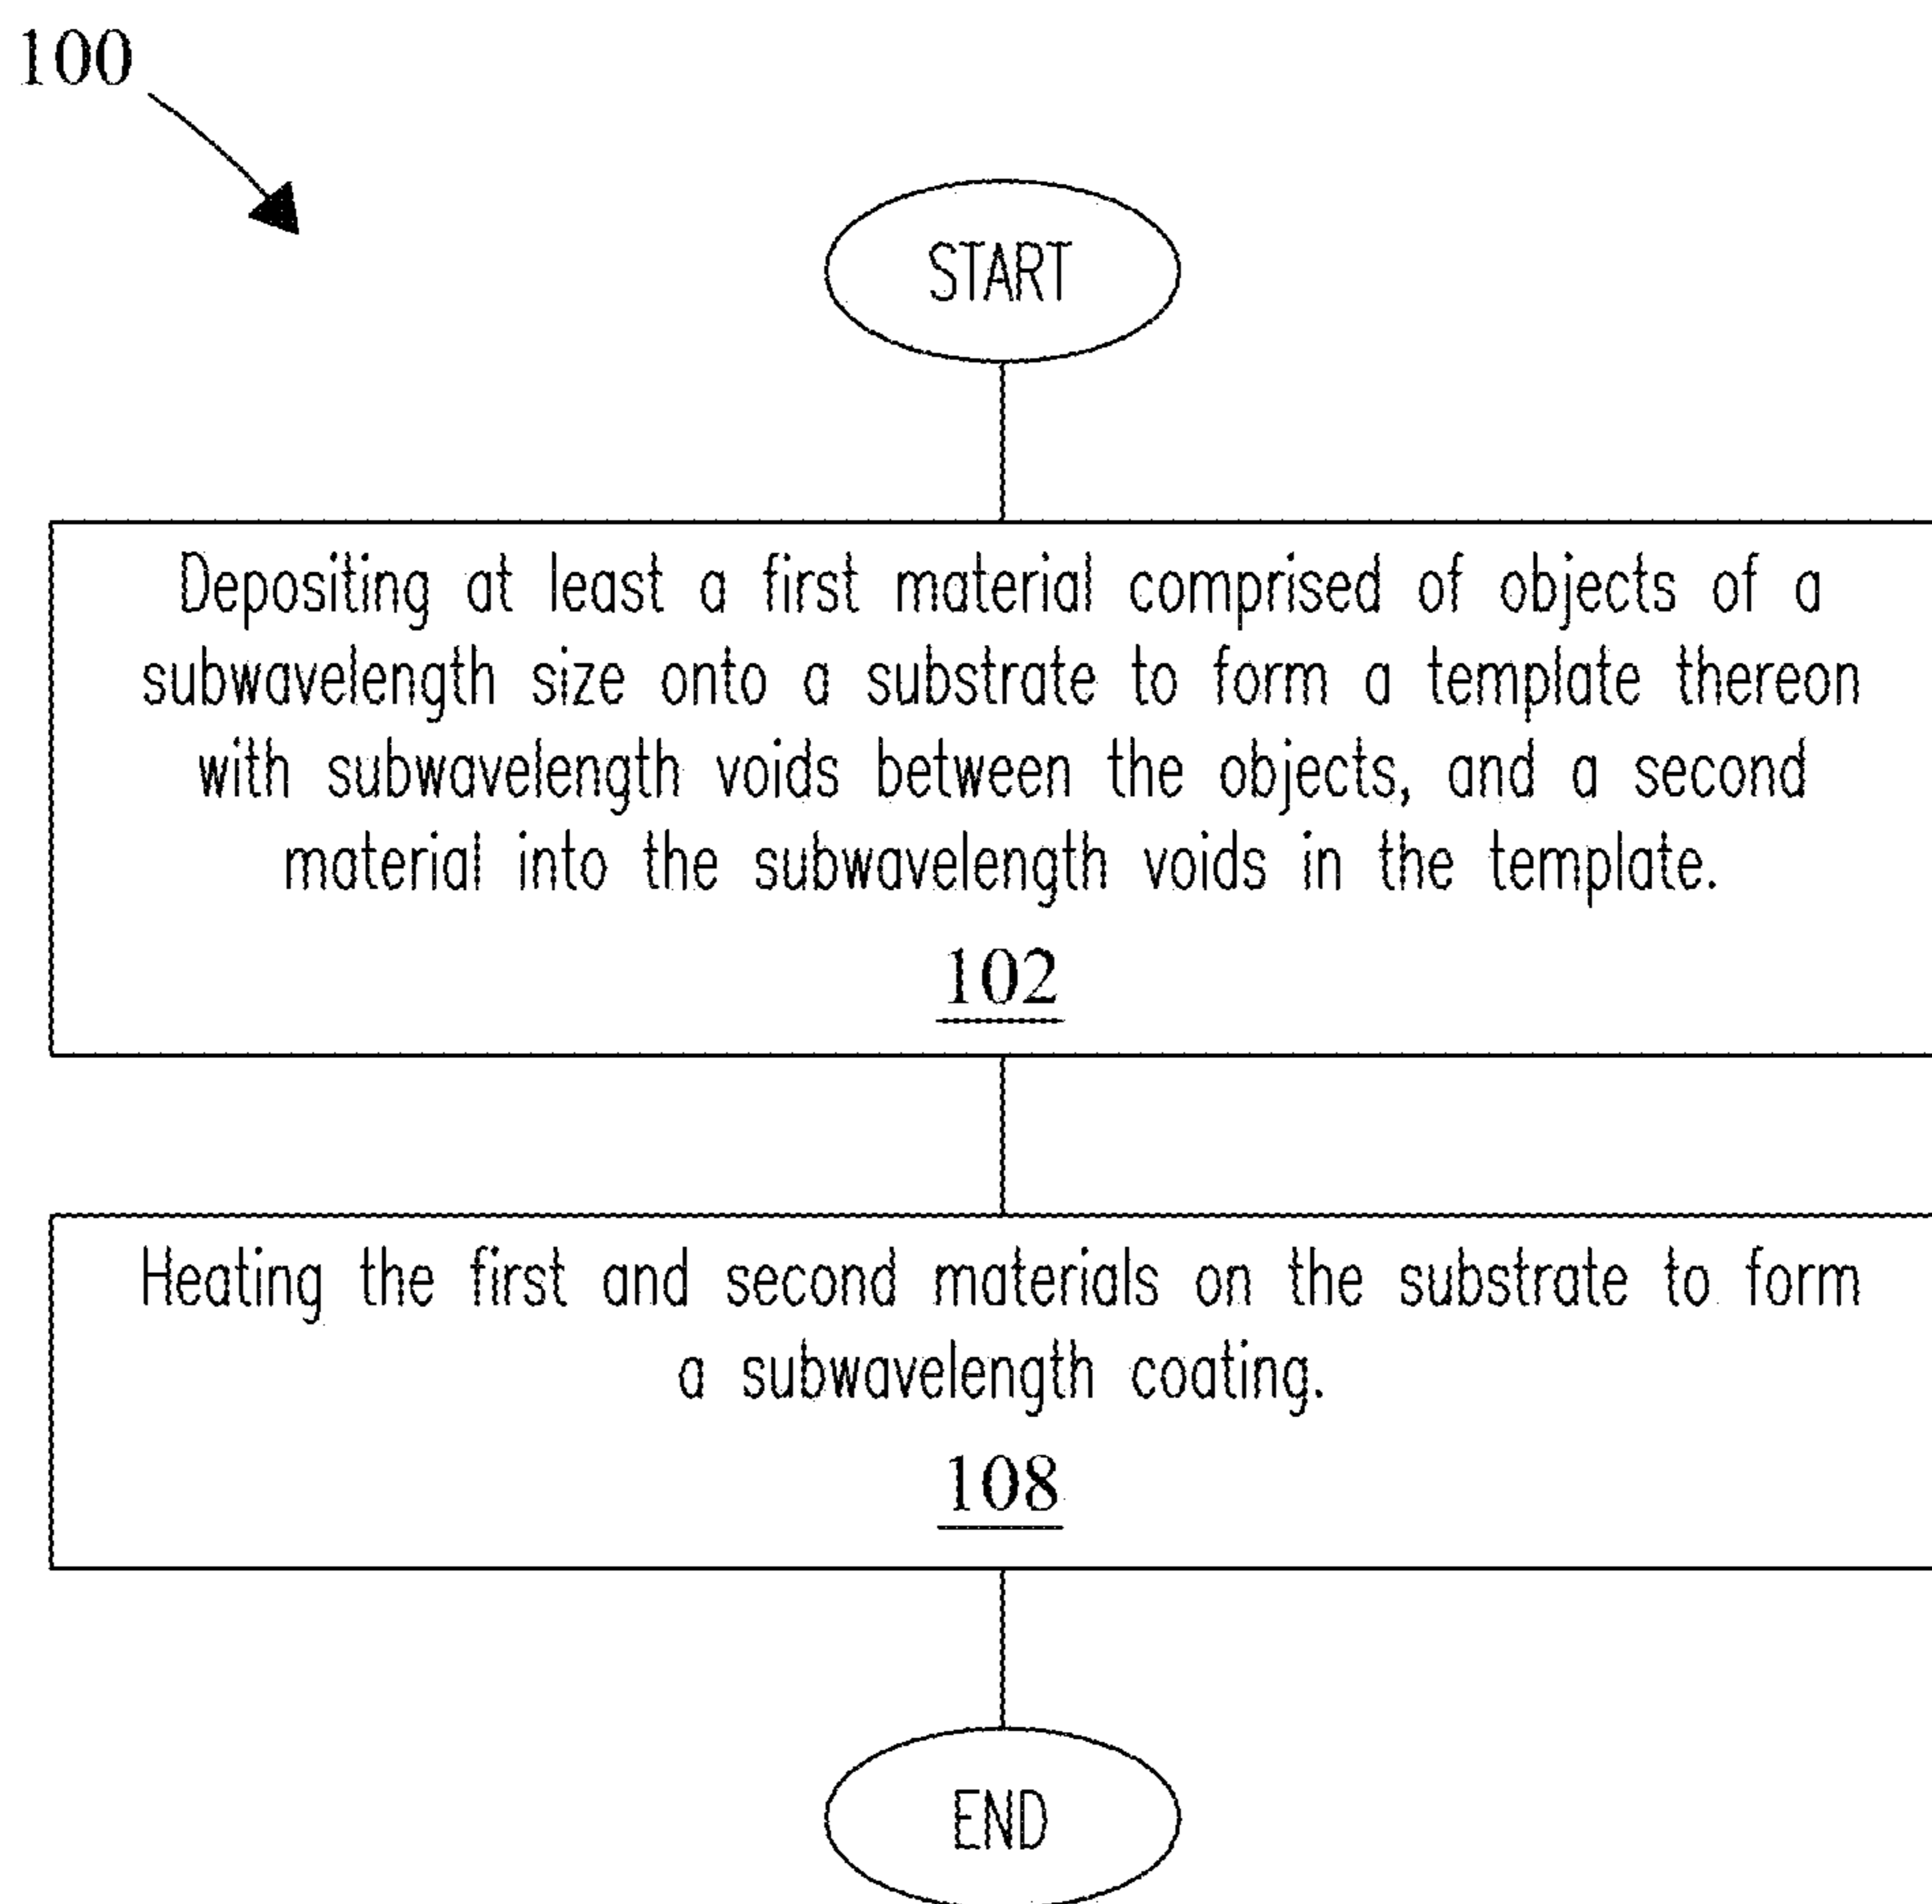 100
START
Depositing at least a first material comprised of objects of a
subwavelength size onto a substrate to form a template thereon
with subwavelength voids between the objects, and a second
material into the subwavelength voids in the template.
102
Heating the first and second materials on the substrate to form
a subwavelength coating.
108
END